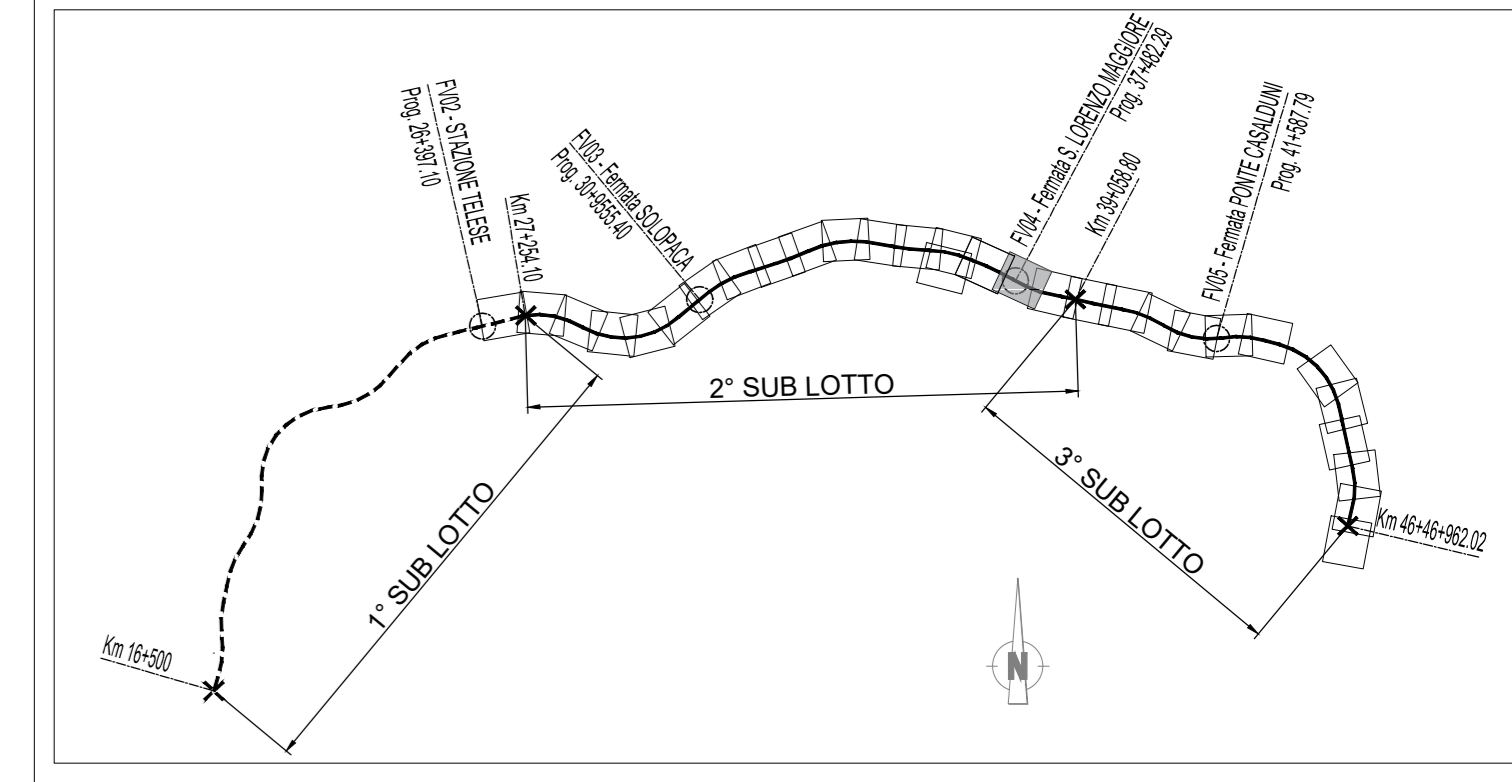 FV02 - STAZIONE TELESE
Prog. 26+397.10
Km 27+254.10
FV03 - Fermata SOLOPACA
Prog. 30+9555.40
FV04 - Fermata S. LORENZO MAGGIORE
Prog. 37+482.29
Km 39+058.80
FV05 - Fermata PONTE CASALDUNI
Prog. 41+587.79
2° SUB LOTTO
1° SUB LOTTO
3° SUB LOTTO
Km 46+46+962.02
Km 16+500
N